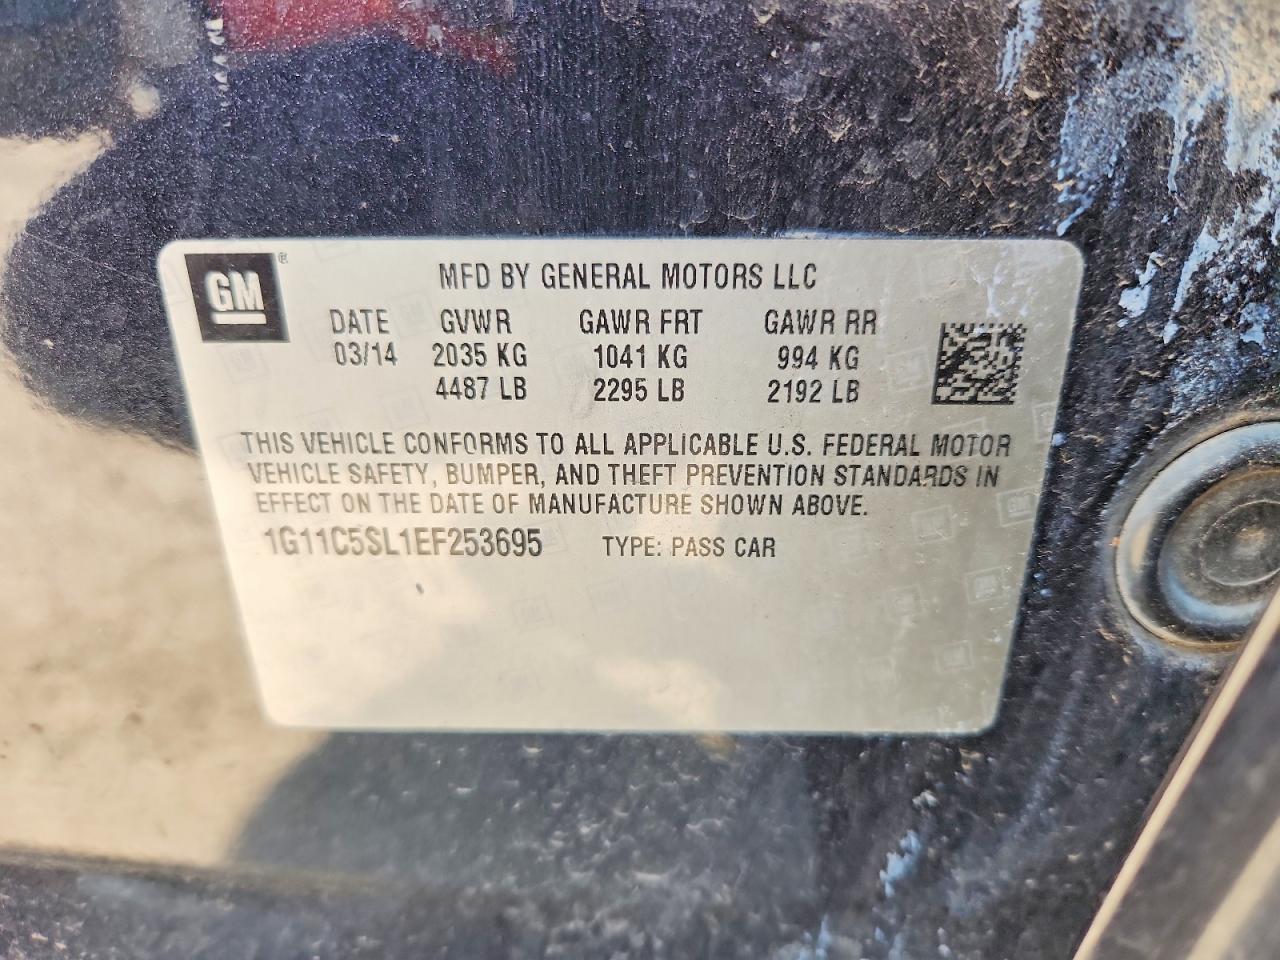 GM ®
MFD BY GENERAL MOTORS LLC
DATE GVWR GAWR FRT GAWR RR
03/14 2035 KG 1041 KG 994 KG
4487 LB 2295 LB 2192 LB
THIS VEHICLE CONFORMS TO ALL APPLICABLE U.S. FEDERAL MOTOR
VEHICLE SAFETY, BUMPER, AND THEFT PREVENTION STANDARDS IN
EFFECT ON THE DATE OF MANUFACTURE SHOWN ABOVE.
1G11C5SL1EF253695 TYPE: PASS CAR